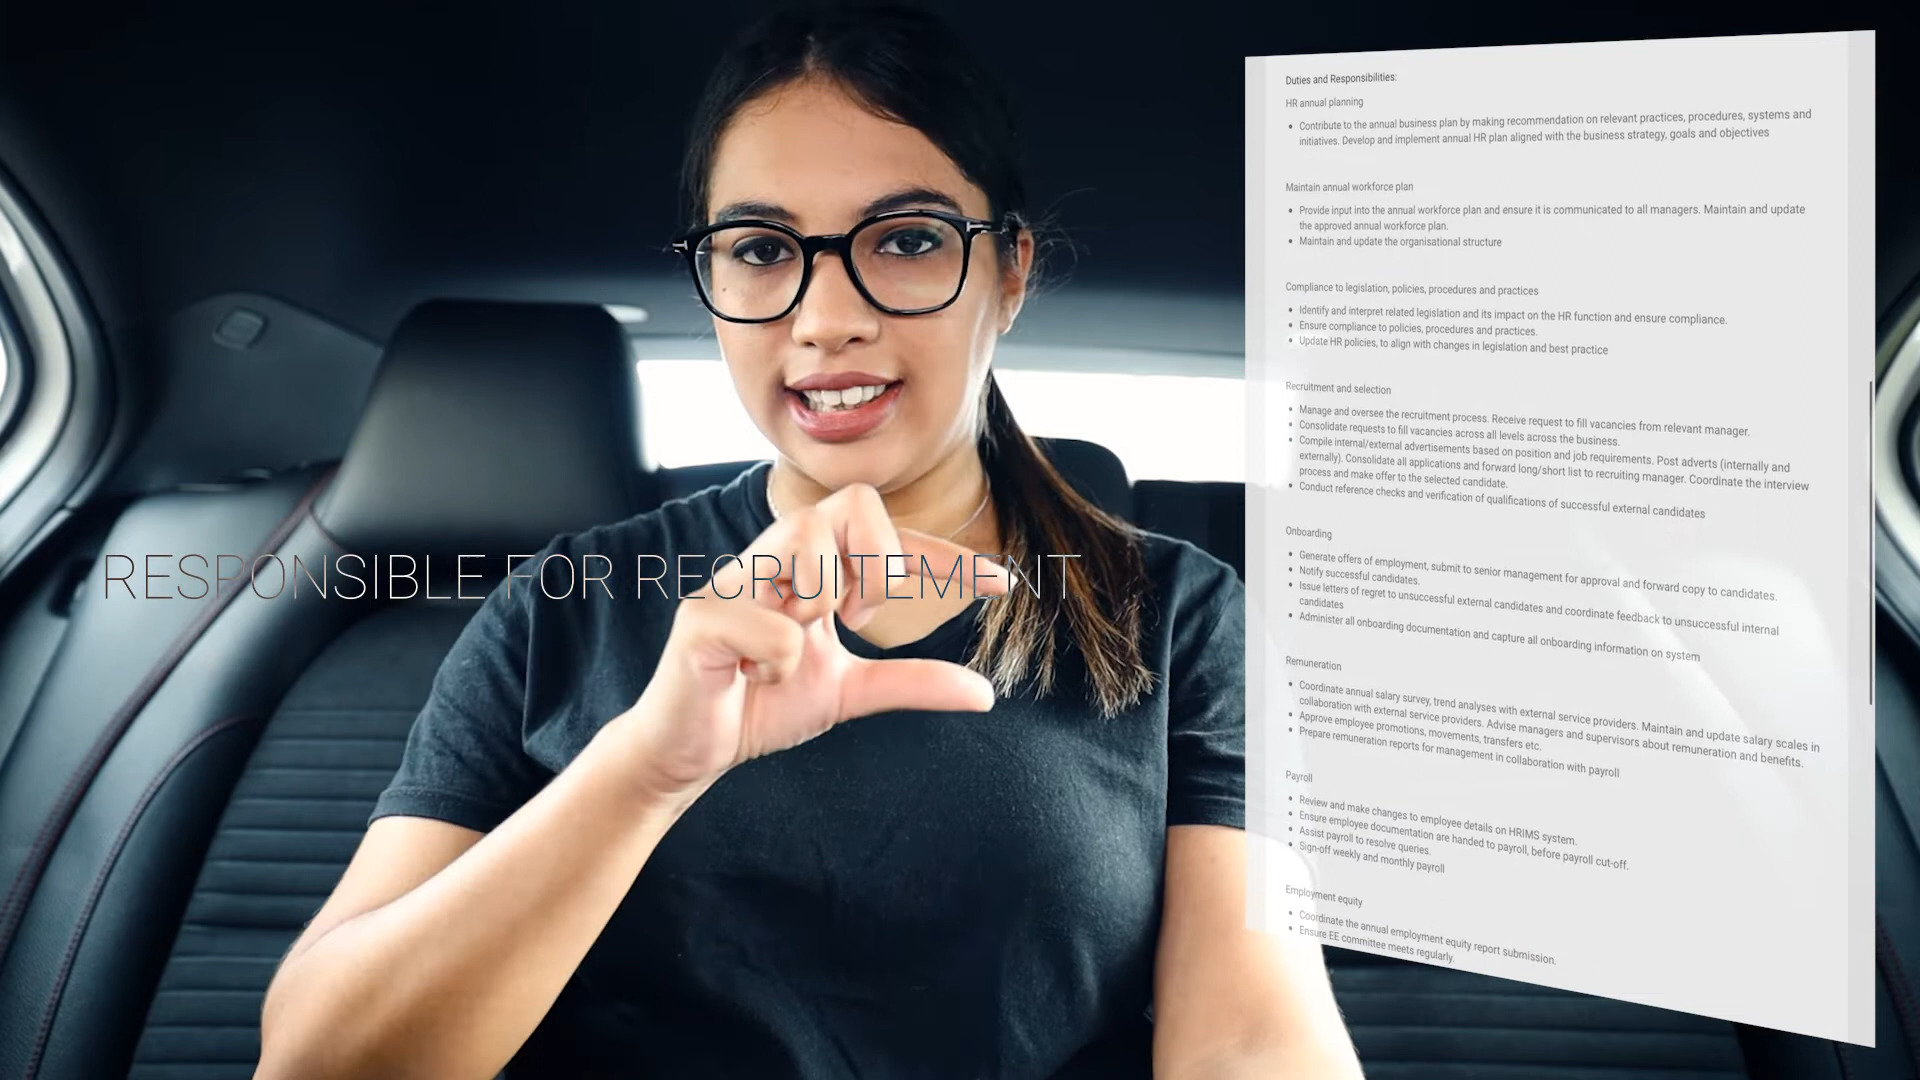 RESPONSIBLE FOR RECRUITEMENT
Duties and Responsibilities:
HR annual planning
• Contribute to the annual business plan by making recommendation on relevant practices, procedures, systems and
initiatives. Develop and implement annual HR plan aligned with the business strategy, goals and objectives
Maintain annual workforce plan
• Provide input into the annual workforce plan and ensure it is communicated to all managers. Maintain and update
the approved annual workforce plan.
• Maintain and update the organisational structure
Compliance to legislation, policies, procedures and practices
• Identify and interpret related legislation and its impact on the HR function and ensure compliance.
• Ensure compliance to policies, procedures and practices.
• Update HR policies, to align with changes in legislation and best practice
Recruitment and selection
• Manage and oversee the recruitment process. Receive request to fill vacancies from relevant manager.
• Consolidate requests to fill vacancies across all levels across the business.
• Compile internal/external advertisements based on position and job requirements. Post adverts (internally and
externally). Consolidate all applications and forward long/short list to recruiting manager. Coordinate the interview
process and make offer to the selected candidate.
• Conduct reference checks and verification of qualifications of successful external candidates
Onboarding
• Generate offers of employment, submit to senior management for approval and forward copy to candidates.
• Notify successful candidates.
• Issue letters of regret to unsuccessful external candidates and coordinate feedback to unsuccessful internal
candidates
• Administer all onboarding documentation and capture all onboarding information on system
Remuneration
• Coordinate annual salary survey, trend analyses with external service providers. Maintain and update salary scales in
collaboration with external service providers. Advise managers and supervisors about remuneration and benefits.
• Approve employee promotions, movements, transfers etc.
• Prepare remuneration reports for management in collaboration with payroll
Payroll
• Review and make changes to employee details on HRIMS system.
• Ensure employee documentation are handed to payroll, before payroll cut-off.
• Assist payroll to resolve queries.
• Sign-off weekly and monthly payroll
Employment equity
• Coordinate the annual employment equity report submission.
• Ensure EE committee meets regularly.